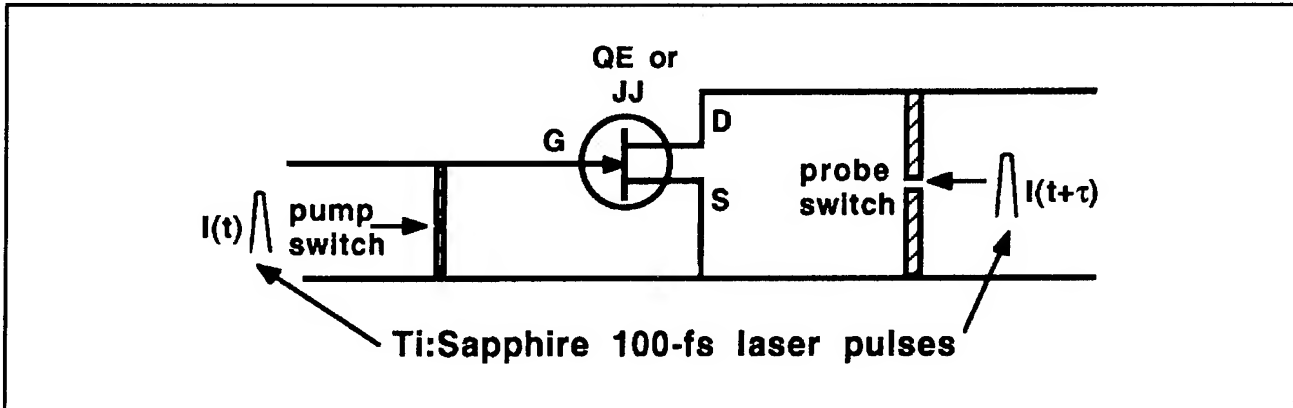 QE or
JJ
G
D
S
I(t)
pump
switch
probe
switch
I(t+τ)
Ti:Sapphire 100-fs laser pulses